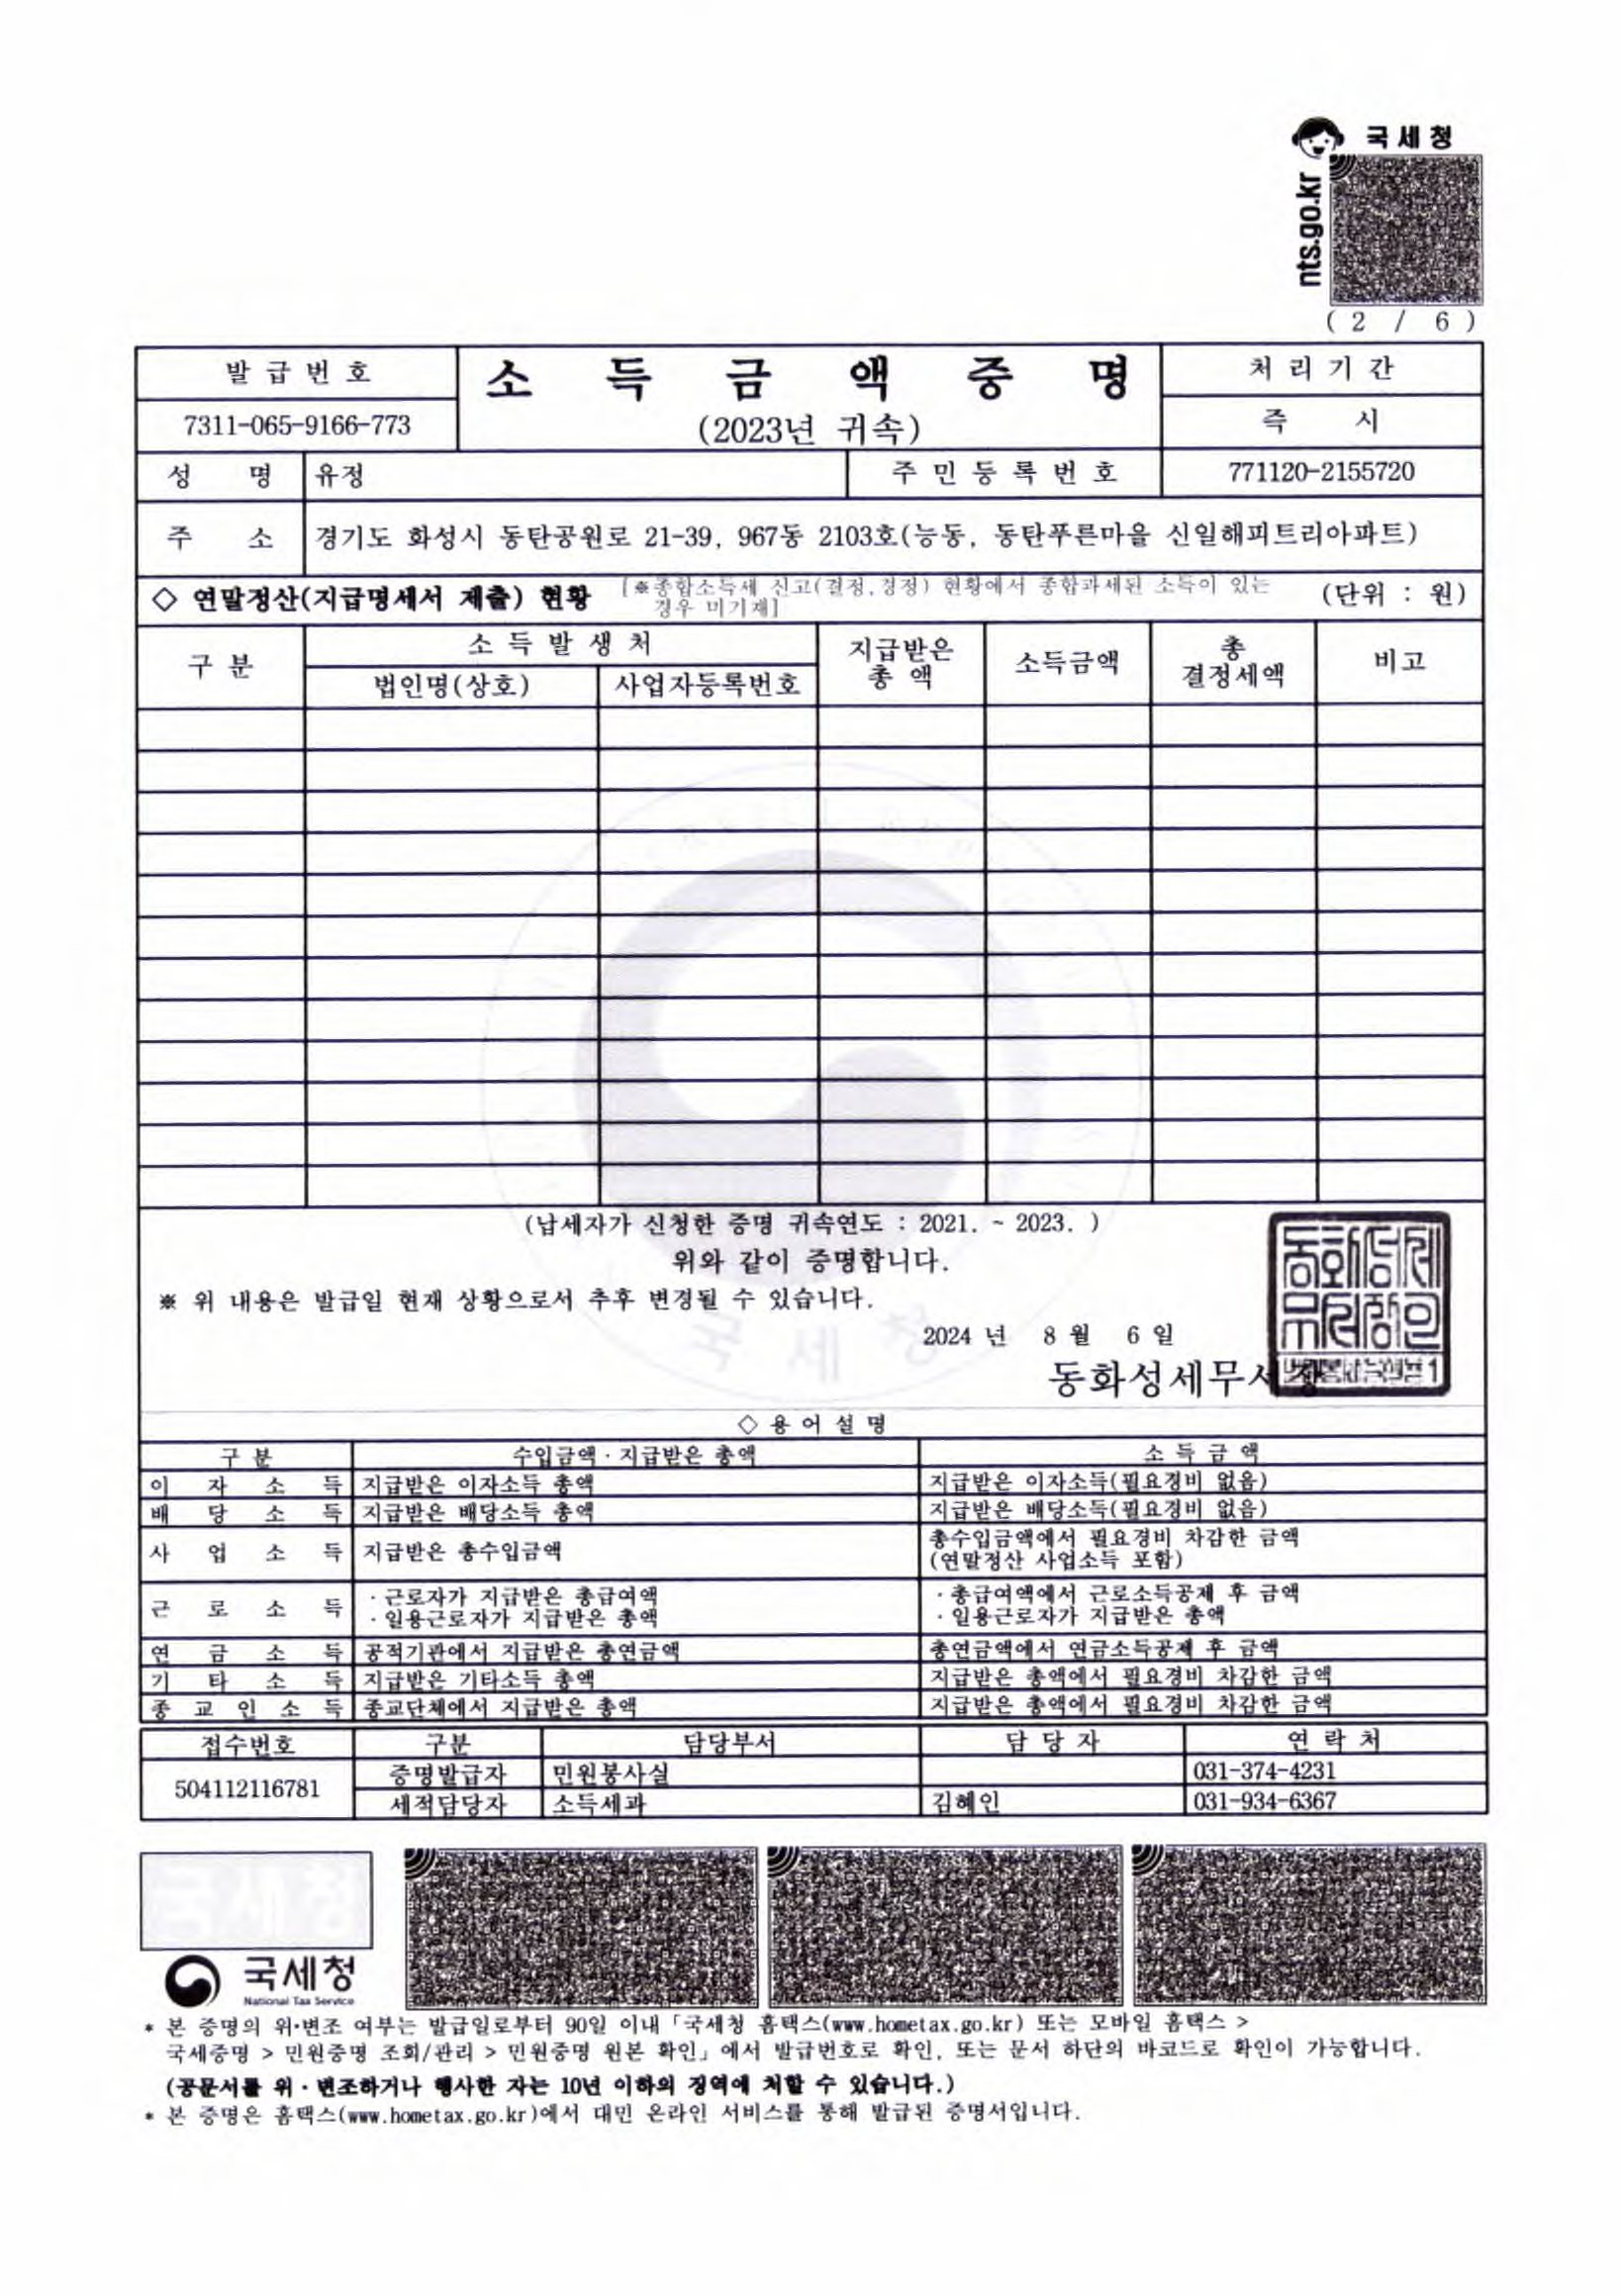 국세청
nts.go.kr
( 2 / 6 )
발 급 번 호
소 득 금 액 증 명
처 리 기 간
7311-065-9166-773
(2023년 귀속)
즉 시
성 명 유정 주 민 등 록 번 호 771120-2155720
주 소 경기도 화성시 동탄공원로 21-39, 967동 2103호(능동, 동탄푸른마을 신일해피트리아파트)
◇ 연말정산(지급명세서 제출) 현황 [※종합소득세 신고(결정,경정) 현황에서 종합과세된 소득이 있는 경우 미기재] (단위 : 원)
구 분 소 득 발 생 처 지급받은 총 액 소득금액 총 결정세액 비고
법인명(상호) 사업자등록번호
(납세자가 신청한 증명 귀속연도 : 2021. ~ 2023. )
위와 같이 증명합니다.
※ 위 내용은 발급일 현재 상황으로서 추후 변경될 수 있습니다.
2024 년 8 월 6 일
동화성세무서장
국 세 청
◇ 용 어 설 명
구 분 수입금액·지급받은 총액 소 득 금 액
이 자 소 득 지급받은 이자소득 총액 지급받은 이자소득(필요경비 없음)
배 당 소 득 지급받은 배당소득 총액 지급받은 배당소득(필요경비 없음)
사 업 소 득 지급받은 총수입금액 총수입금액에서 필요경비 차감한 금액
(연말정산 사업소득 포함)
근 로 소 득 · 근로자가 지급받은 총급여액 · 총급여액에서 근로소득공제 후 금액
· 일용근로자가 지급받은 총액 · 일용근로자가 지급받은 총액
연 금 소 득 공적기관에서 지급받은 총연금액 총연금액에서 연금소득공제 후 금액
기 타 소 득 지급받은 기타소득 총액 지급받은 총액에서 필요경비 차감한 금액
종 교 인 소 득 종교단체에서 지급받은 총액 지급받은 총액에서 필요경비 차감한 금액
접수번호 구분 담당부서 담 당 자 연 락 처
504112116781 증명발급자 민원봉사실 031-374-4231
세적담당자 소득세과 김혜인 031-934-6367
국세청
국세청
National Tax Service
* 본 증명의 위·변조 여부는 발급일로부터 90일 이내「국세청 홈택스(www.hometax.go.kr) 또는 모바일 홈택스 >
국세증명 > 민원증명 조회/관리 > 민원증명 원본 확인」에서 발급번호로 확인, 또는 문서 하단의 바코드로 확인이 가능합니다.
(공문서를 위·변조하거나 행사한 자는 10년 이하의 징역에 처할 수 있습니다.)
* 본 증명은 홈택스(www.hometax.go.kr)에서 대민 온라인 서비스를 통해 발급된 증명서입니다.